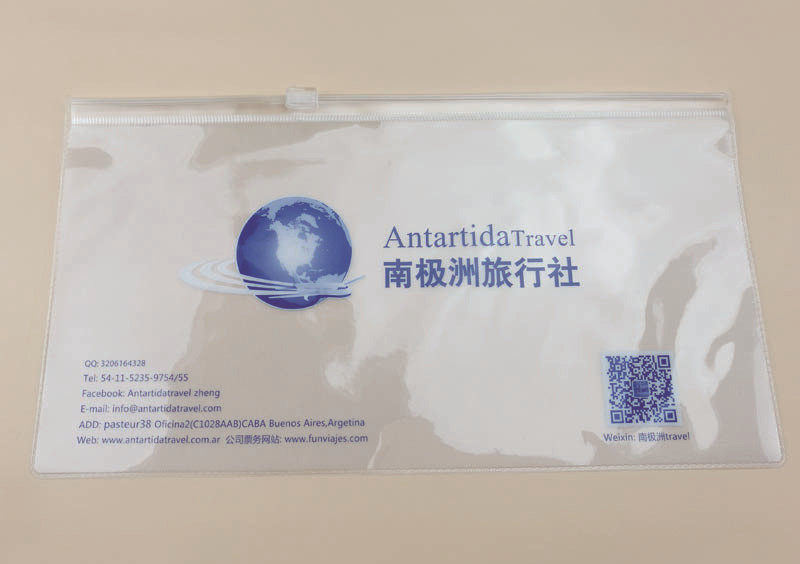 AntartidaTravel
南极洲旅行社
QQ: 3206164328
Tel: 54-11-5235-9754/55
Facebook: Antartidatravel zheng
E-mail: info@antartidatravel.com
ADD: pasteur38 Oficina2(C1028AAB)CABA Buenos Aires,Argetina
Web: www.antartidatravel.com.ar 公司票务网站: www.funviajes.com
Weixin: 南极洲travel